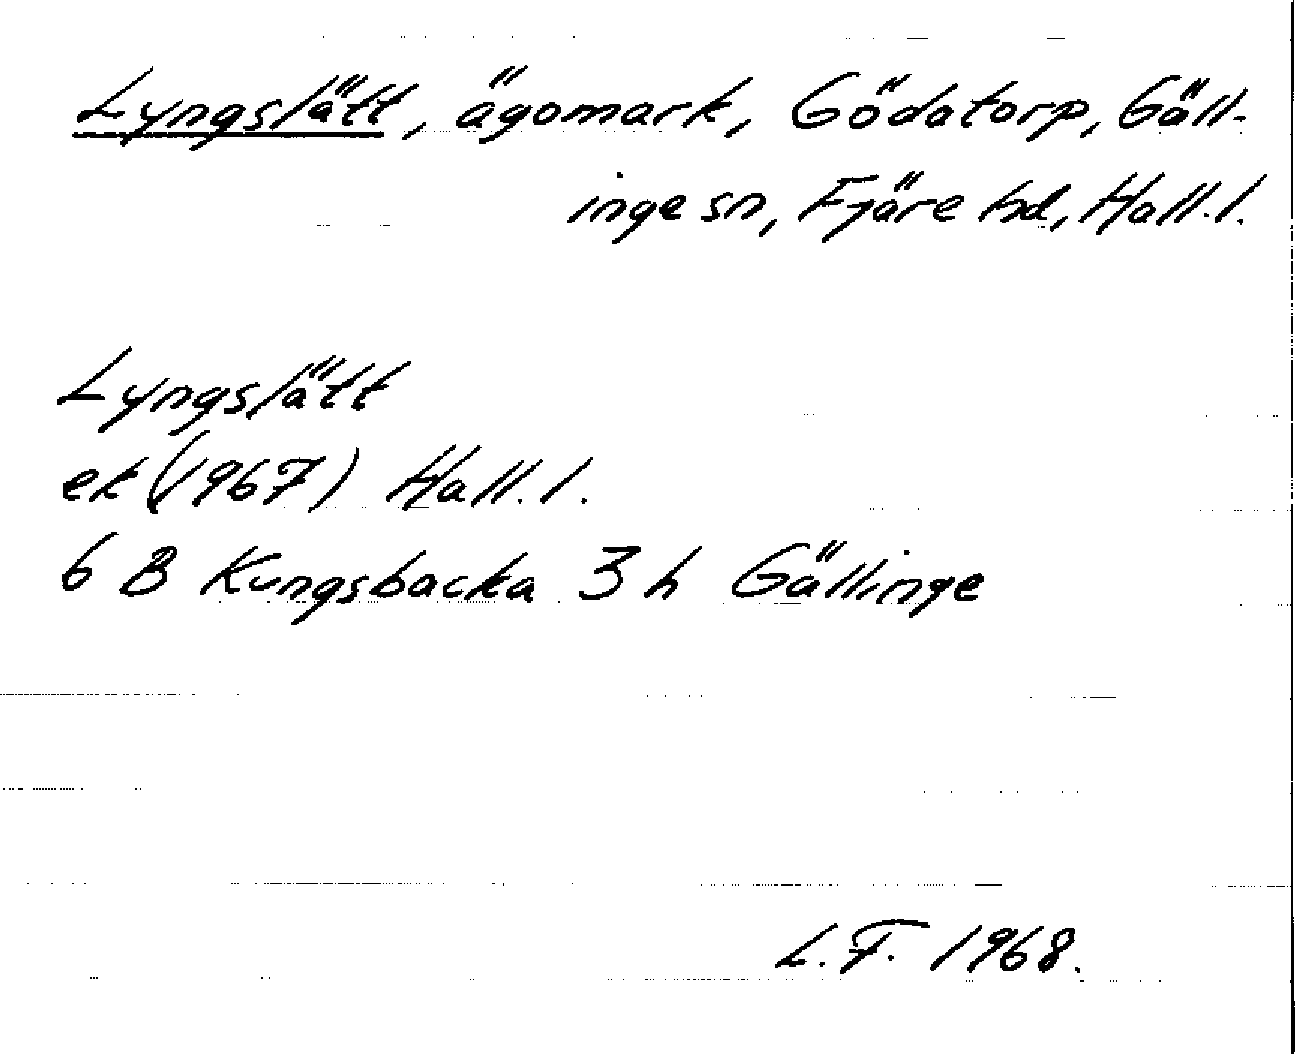 Lyngslätt, ägomark, Gödatorp, Gäll-
inge sn, Fjäre hd, Hall. l.
Lyngslätt
ek (1967) Hall. l.
6 B Kungsbacka 3 h Gällinge
L.F. 1968.